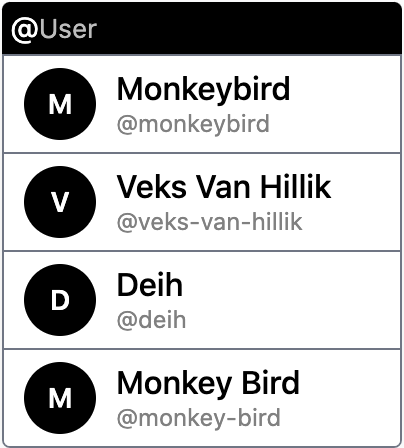 @User
M
Monkeybird
@monkeybird
V
Veks Van Hillik
@veks-van-hillik
D
Deih
@deih
M
Monkey Bird
@monkey-bird